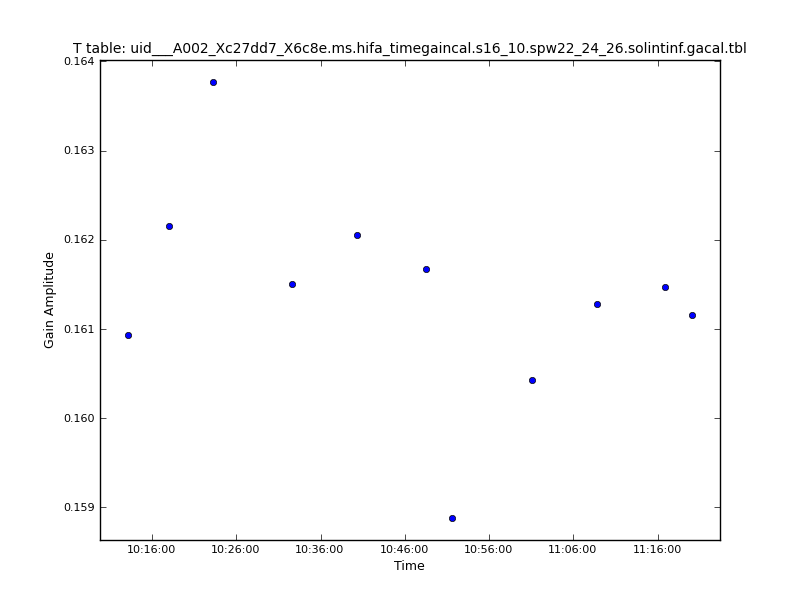 T table: uid___A002_Xc27dd7_X6c8e.ms.hifa_timegaincal.s16_10.spw22_24_26.solintinf.gacal.tbl
0.164
0.163
0.162
0.161
0.160
0.159
Gain Amplitude
10:16:00 10:26:00 10:36:00 10:46:00 10:56:00 11:06:00 11:16:00
Time